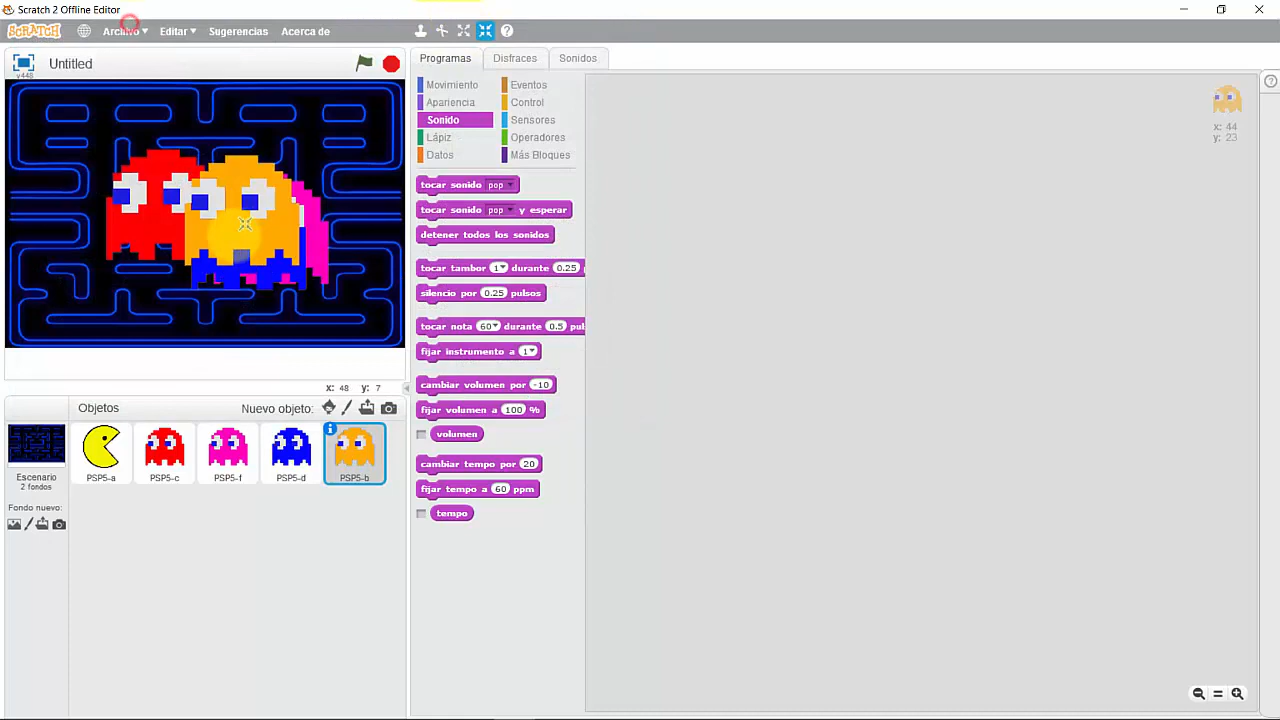 Scratch 2 Offline Editor
SCRATCH Archivo Editar Sugerencias Acerca de
v448 Untitled
Programas Disfraces Sonidos
Movimiento Eventos
Apariencia Control
Sonido Sensores
Lápiz Operadores
Datos Más Bloques
x: 44
y: 23
tocar sonido pop
tocar sonido pop y esperar
detener todos los sonidos
tocar tambor 1 durante 0.25
silencio por 0.25 pulsos
tocar nota 60 durante 0.5 pul
fijar instrumento a 1
cambiar volumen por -10
fijar volumen a 100 %
volumen
cambiar tempo por 20
fijar tempo a 60 ppm
tempo
x: 48 y: 7
Objetos Nuevo objeto:
Escenario
2 fondos
Fondo nuevo:
PSP5-a PSP5-c PSP5-f PSP5-d PSP5-b